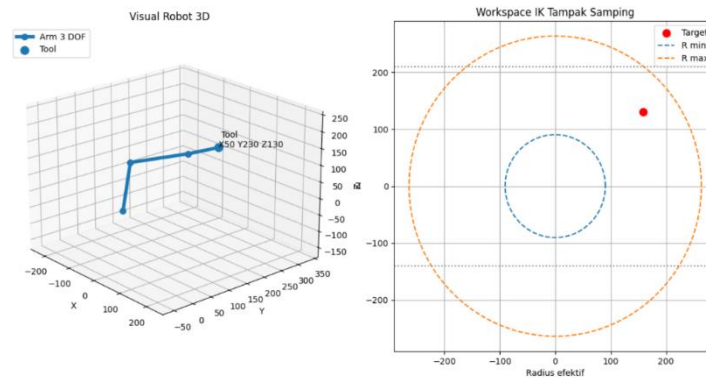 Visual Robot 3D
Arm 3 DOF
Tool
Tool
X50 Y230 Z130
250
200
150
100
50
0
-50
-100
-150
Z
-200
-100
0
100
200
X
-50
0
50
100
150
200
250
300
350
Y
Workspace IK Tampak Samping
Target
R min
R max
200
100
0
-100
-200
-200
-100
0
100
200
Radius efektif